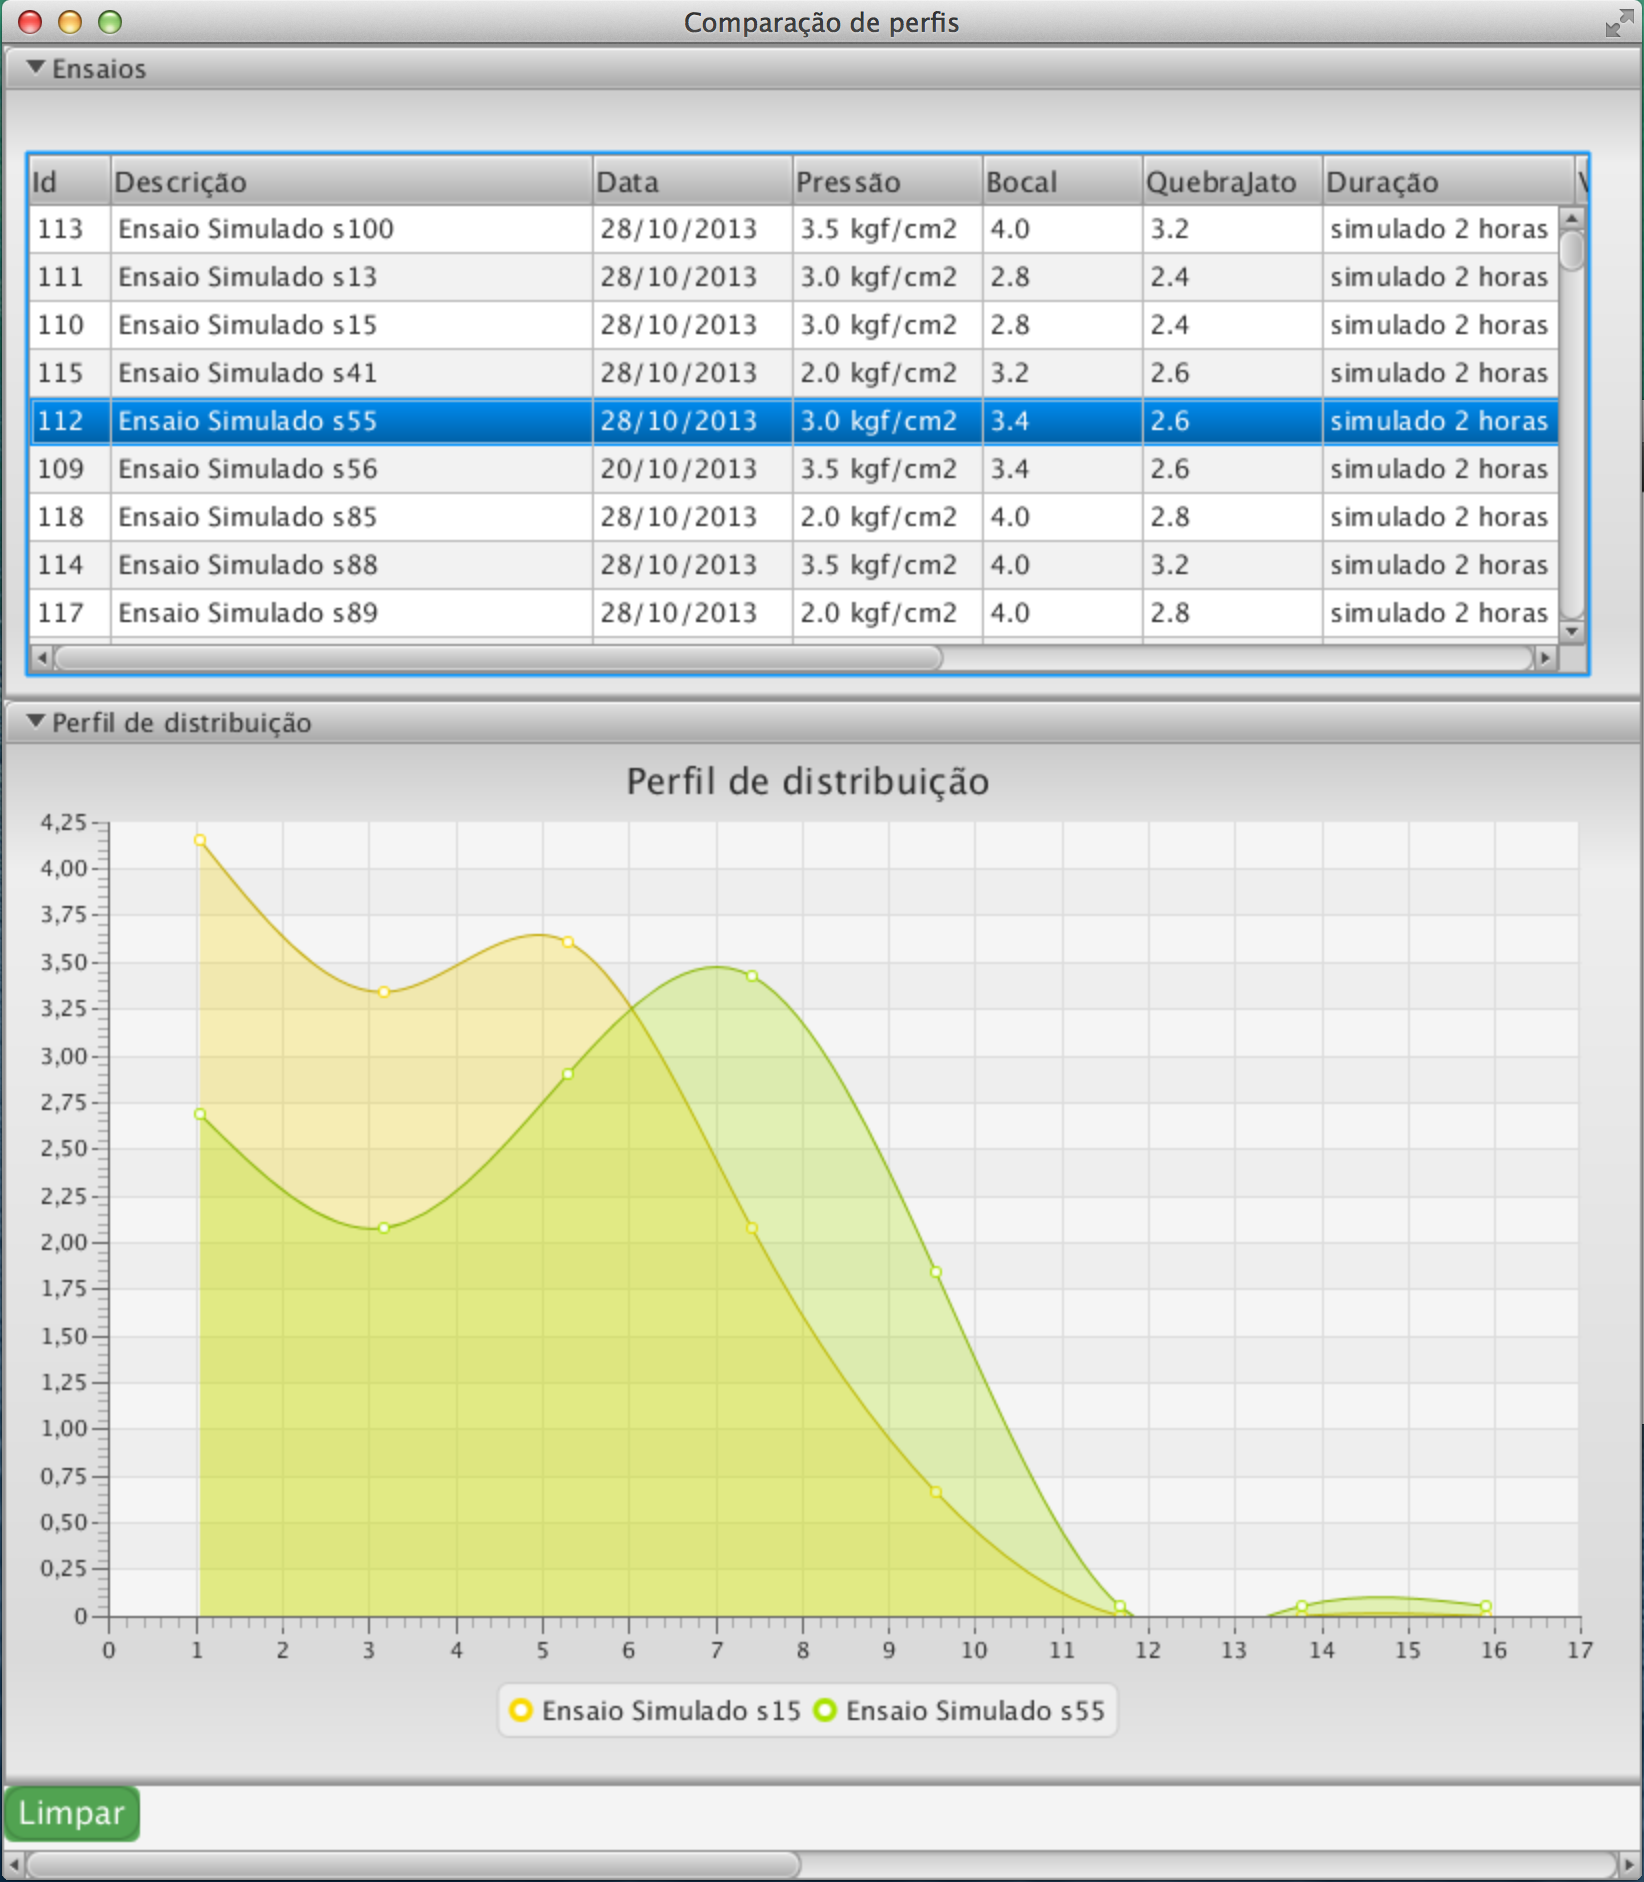 Comparação de perfis
Ensaios
Id Descrição Data Pressão Bocal QuebraJato Duração
113 Ensaio Simulado s100 28/10/2013 3.5 kgf/cm2 4.0 3.2 simulado 2 horas
111 Ensaio Simulado s13 28/10/2013 3.0 kgf/cm2 2.8 2.4 simulado 2 horas
110 Ensaio Simulado s15 28/10/2013 3.0 kgf/cm2 2.8 2.4 simulado 2 horas
115 Ensaio Simulado s41 28/10/2013 2.0 kgf/cm2 3.2 2.6 simulado 2 horas
112 Ensaio Simulado s55 28/10/2013 3.0 kgf/cm2 3.4 2.6 simulado 2 horas
109 Ensaio Simulado s56 20/10/2013 3.5 kgf/cm2 3.4 2.6 simulado 2 horas
118 Ensaio Simulado s85 28/10/2013 2.0 kgf/cm2 4.0 2.8 simulado 2 horas
114 Ensaio Simulado s88 28/10/2013 3.5 kgf/cm2 4.0 3.2 simulado 2 horas
117 Ensaio Simulado s89 28/10/2013 2.0 kgf/cm2 4.0 2.8 simulado 2 horas
Perfil de distribuição
Perfil de distribuição
4,25
4,00
3,75
3,50
3,25
3,00
2,75
2,50
2,25
2,00
1,75
1,50
1,25
1,00
0,75
0,50
0,25
0
0 1 2 3 4 5 6 7 8 9 10 11 12 13 14 15 16 17
Ensaio Simulado s15 Ensaio Simulado s55
Limpar